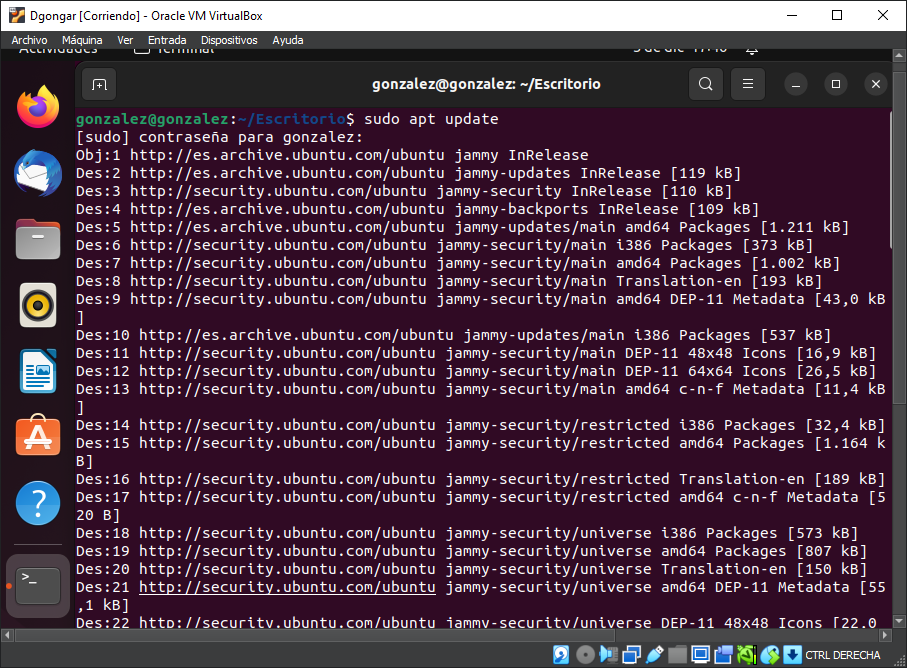 Dgongar [Corriendo] - Oracle VM VirtualBox
Archivo Máquina Ver Entrada Dispositivos Ayuda
Actividades Terminal 5 de dic 17:48
gonzalez@gonzalez: ~/Escritorio
gonzalez@gonzalez:~/Escritorio$ sudo apt update
[sudo] contraseña para gonzalez:
Obj:1 http://es.archive.ubuntu.com/ubuntu jammy InRelease
Des:2 http://es.archive.ubuntu.com/ubuntu jammy-updates InRelease [119 kB]
Des:3 http://security.ubuntu.com/ubuntu jammy-security InRelease [110 kB]
Des:4 http://es.archive.ubuntu.com/ubuntu jammy-backports InRelease [109 kB]
Des:5 http://es.archive.ubuntu.com/ubuntu jammy-updates/main amd64 Packages [1.211 kB]
Des:6 http://security.ubuntu.com/ubuntu jammy-security/main i386 Packages [373 kB]
Des:7 http://security.ubuntu.com/ubuntu jammy-security/main amd64 Packages [1.002 kB]
Des:8 http://security.ubuntu.com/ubuntu jammy-security/main Translation-en [193 kB]
Des:9 http://security.ubuntu.com/ubuntu jammy-security/main amd64 DEP-11 Metadata [43,0 kB
]
Des:10 http://es.archive.ubuntu.com/ubuntu jammy-updates/main i386 Packages [537 kB]
Des:11 http://security.ubuntu.com/ubuntu jammy-security/main DEP-11 48x48 Icons [16,9 kB]
Des:12 http://security.ubuntu.com/ubuntu jammy-security/main DEP-11 64x64 Icons [26,5 kB]
Des:13 http://security.ubuntu.com/ubuntu jammy-security/main amd64 c-n-f Metadata [11,4 kB
]
Des:14 http://security.ubuntu.com/ubuntu jammy-security/restricted i386 Packages [32,4 kB]
Des:15 http://security.ubuntu.com/ubuntu jammy-security/restricted amd64 Packages [1.164 k
B]
Des:16 http://security.ubuntu.com/ubuntu jammy-security/restricted Translation-en [189 kB]
Des:17 http://security.ubuntu.com/ubuntu jammy-security/restricted amd64 c-n-f Metadata [5
20 B]
Des:18 http://security.ubuntu.com/ubuntu jammy-security/universe i386 Packages [573 kB]
Des:19 http://security.ubuntu.com/ubuntu jammy-security/universe amd64 Packages [807 kB]
Des:20 http://security.ubuntu.com/ubuntu jammy-security/universe Translation-en [150 kB]
Des:21 http://security.ubuntu.com/ubuntu jammy-security/universe amd64 DEP-11 Metadata [55
,1 kB]
Des:22 http://security.ubuntu.com/ubuntu jammy-security/universe DEP-11 48x48 Icons [22,0
CTRL DERECHA